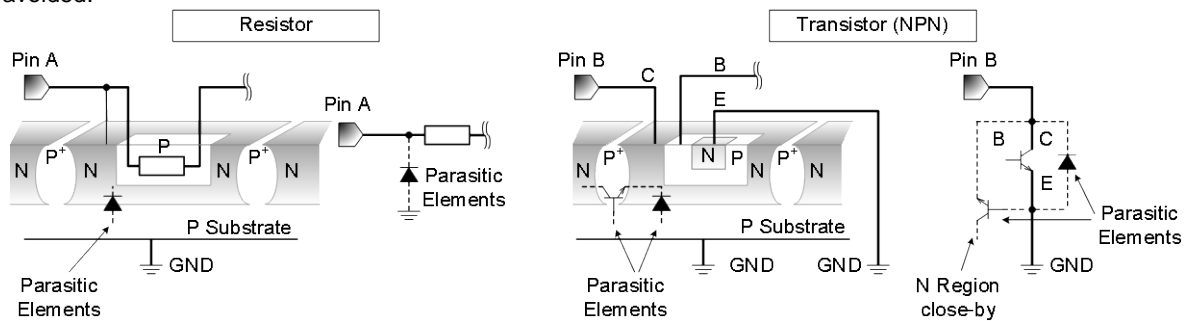 Resistor
Transistor (NPN)
Pin A
Pin B
C
B
E
Pin B
Pin A
N
P+
N
P
N
P+
N
Parasitic
Elements
N
P+
N
P
P+
N
N
B
C
E
Parasitic
Elements
P Substrate
GND
Parasitic
Elements
P Substrate
GND
GND
Parasitic
Elements
GND
N Region
close-by